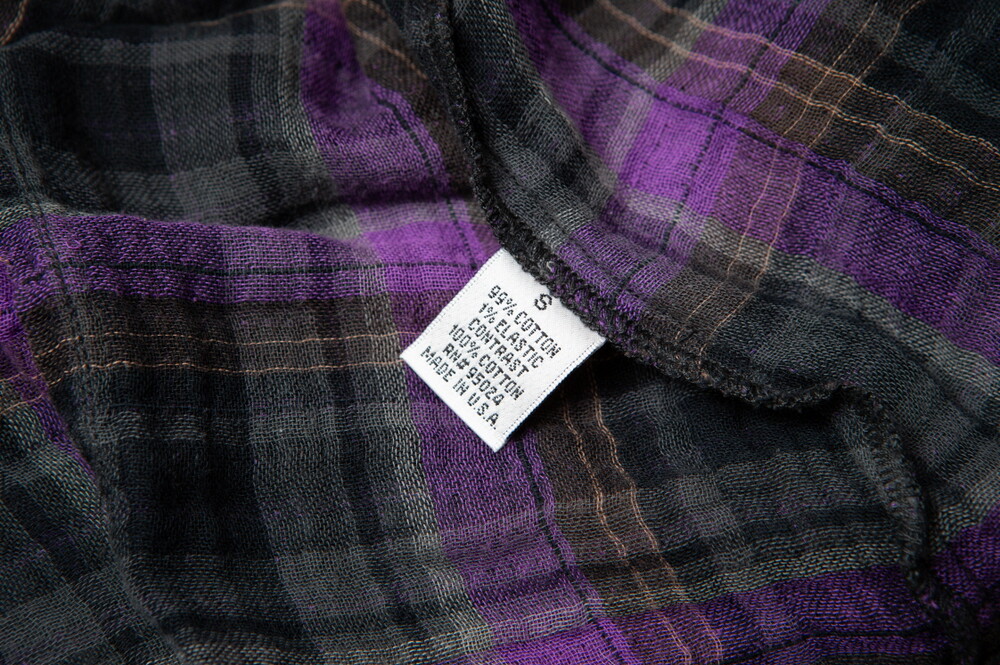 S
99% COTTON
1% ELASTIC
CONTRAST
100% COTTON
RN# 95024
MADE IN U.S.A.